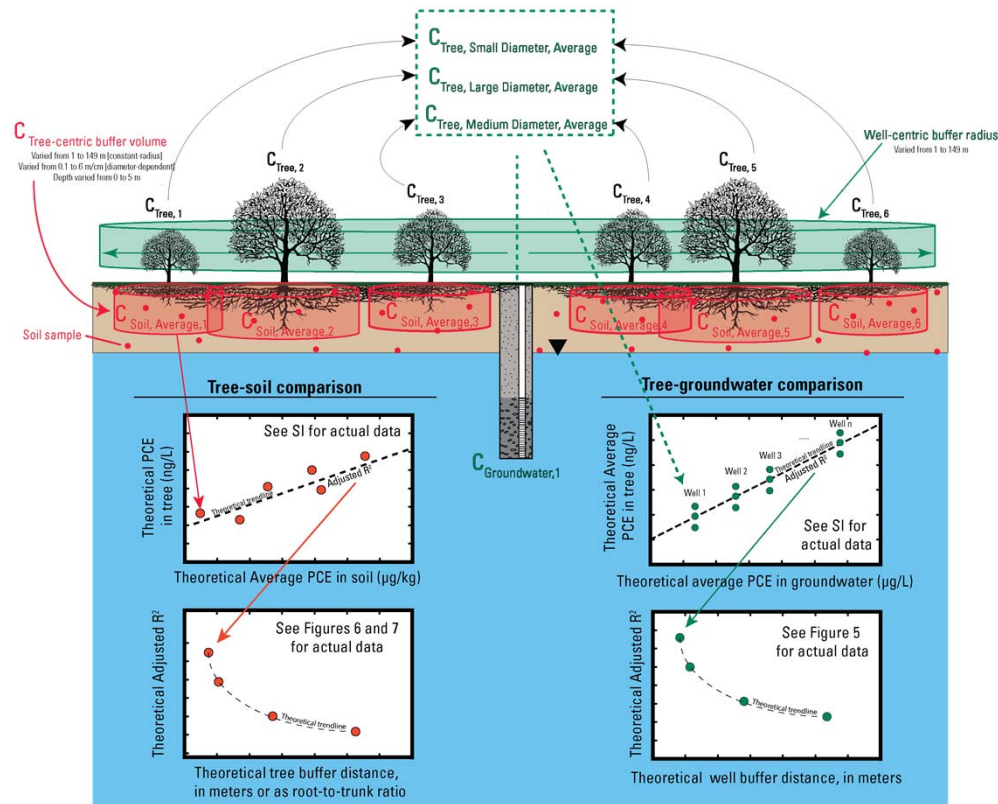 C Tree, Small Diameter, Average
C Tree, Large Diameter, Average
C Tree, Medium Diameter, Average
C Tree-centric buffer volume
Varied from 1 to 149 m [constant-radius]
Varied from 0.1 to 6 m/cm [diameter-dependent]
Depth varied from 0 to 5 m
Well-centric buffer radius
Varied from 1 to 149 m
C Tree, 1
C Tree, 2
C Tree, 3
C Tree, 4
C Tree, 5
C Tree, 6
C Soil, Average,1
C Soil, Average,2
C Soil, Average,3
C Soil, Average,4
C Soil, Average,5
C Soil, Average,6
Soil sample
C Groundwater,1
Tree-soil comparison
See SI for actual data
Theoretical PCE
in tree (ng/L)
Theoretical trendline
Adjusted R²
Theoretical Average PCE in soil (µg/kg)
See Figures 6 and 7
for actual data
Theoretical Adjusted R²
Theoretical trendline
Theoretical tree buffer distance,
in meters or as root-to-trunk ratio
Tree-groundwater comparison
Theoretical Average
PCE in tree (ng/L)
Well 1
Well 2
Well 3
.....
Well n
Theoretical trendline
Adjusted R²
See SI for
actual data
Theoretical average PCE in groundwater (µg/L)
See Figure 5
for actual data
Theoretical Adjusted R²
Theoretical trendline
Theoretical well buffer distance, in meters